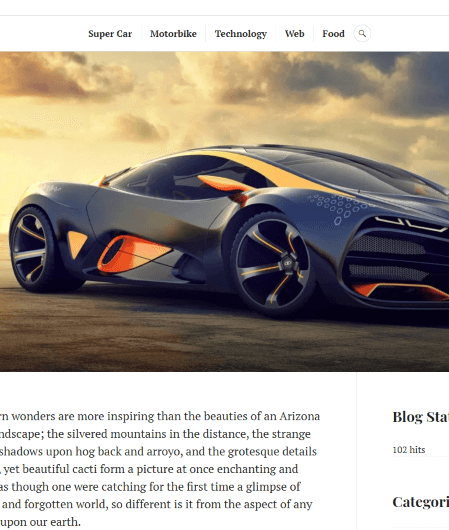 Super Car Motorbike Technology Web Food
rn wonders are more inspiring than the beauties of an Arizona
ndscape; the silvered mountains in the distance, the strange
shadows upon hog back and arroyo, and the grotesque details
, yet beautiful cacti form a picture at once enchanting and
as though one were catching for the first time a glimpse of
and forgotten world, so different is it from the aspect of any
upon our earth.
Blog Sta
102 hits
Categori